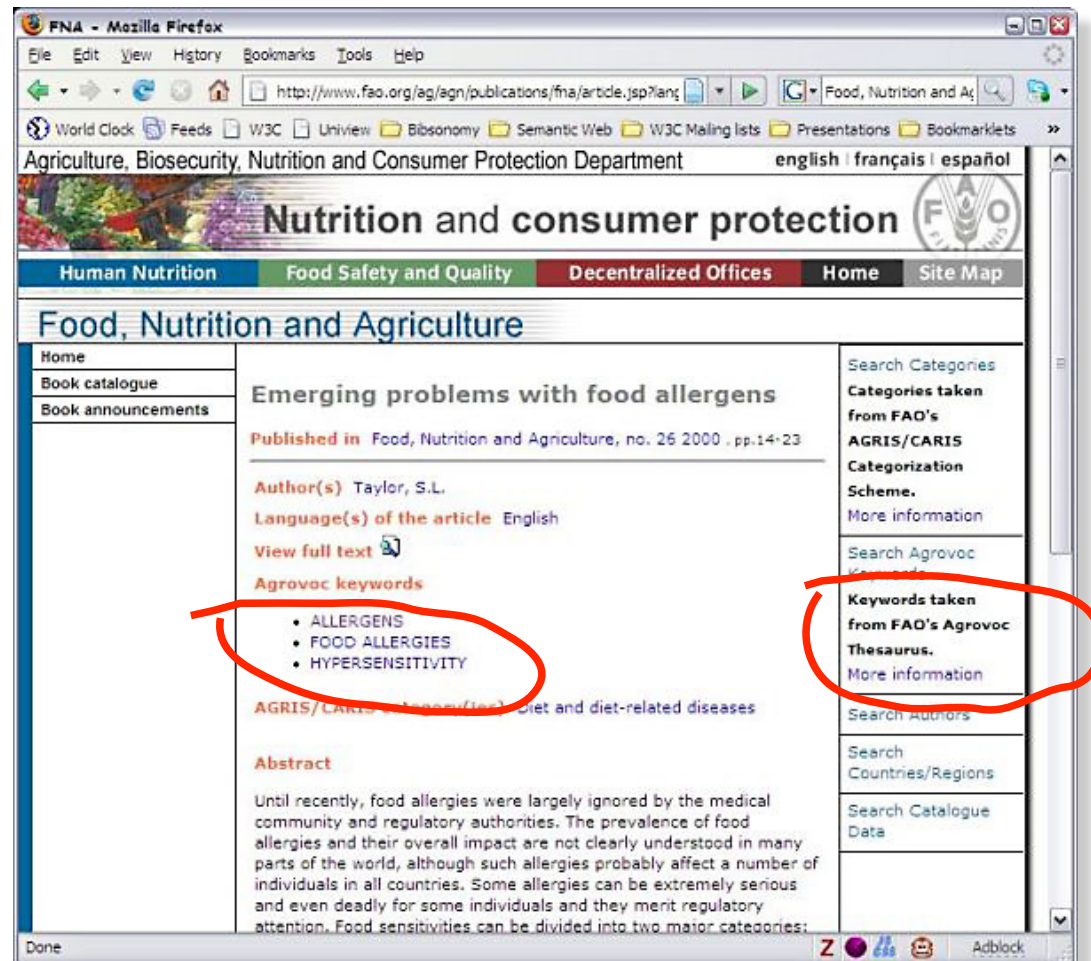 FNA - Mozilla Firefox
File Edit View History Bookmarks Tools Help
http://www.fao.org/ag/agn/publications/fna/article.jsp?lang G Food, Nutrition and Ag
World Clock Feeds W3C Uniview Bibsonomy Semantic Web W3C Mailing lists Presentations Bookmarklets »
Agriculture, Biosecurity, Nutrition and Consumer Protection Department english | français | español
Nutrition and consumer protection
F A O
Human Nutrition Food Safety and Quality Decentralized Offices Home Site Map
Food, Nutrition and Agriculture
Home
Book catalogue
Book announcements
Emerging problems with food allergens
Published in Food, Nutrition and Agriculture, no. 26 2000 , pp.14-23
Author(s) Taylor, S.L.
Language(s) of the article English
View full text
Agrovoc keywords
• ALLERGENS
• FOOD ALLERGIES
• HYPERSENSITIVITY
AGRIS/CARIS category(ies) Diet and diet-related diseases
Abstract
Until recently, food allergies were largely ignored by the medical
community and regulatory authorities. The prevalence of food
allergies and their overall impact are not clearly understood in many
parts of the world, although such allergies probably affect a number of
individuals in all countries. Some allergies can be extremely serious
and even deadly for some individuals and they merit regulatory
attention. Food sensitivities can be divided into two major categories:
Search Categories
Categories taken
from FAO's
AGRIS/CARIS
Categorization
Scheme.
More information
Search Agrovoc
Keywords
Keywords taken
from FAO's Agrovoc
Thesaurus.
More information
Search Authors
Search
Countries/Regions
Search Catalogue
Data
Done Z Adblock